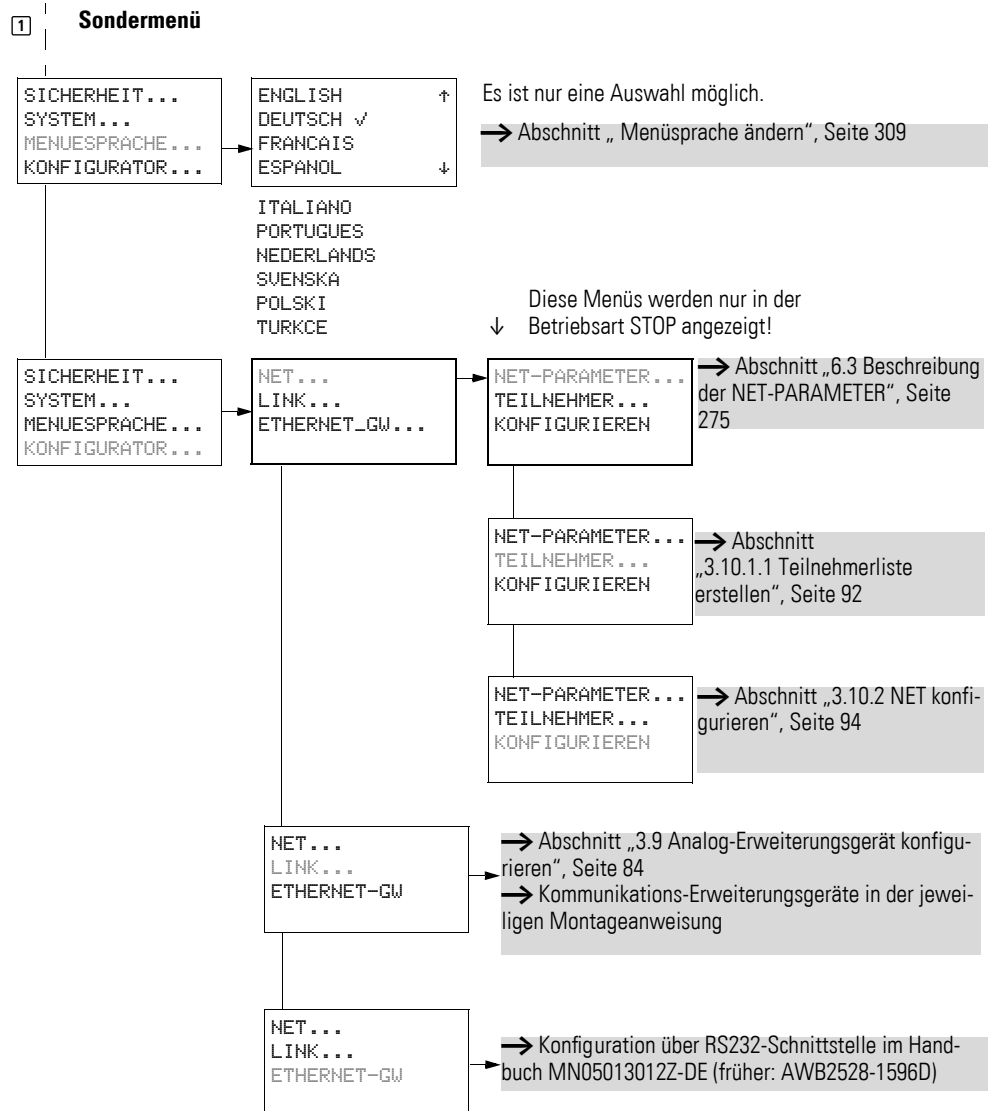 1
Sondermenü
SICHERHEIT...
SYSTEM...
MENUESPRACHE...
KONFIGURATOR...
ENGLISH ↑
DEUTSCH √
FRANCAIS
ESPANOL ↓
ITALIANO
PORTUGUES
NEDERLANDS
SVENSKA
POLSKI
TURKCE
Es ist nur eine Auswahl möglich.
→ Abschnitt „ Menüsprache ändern“, Seite 309
Diese Menüs werden nur in der
↓ Betriebsart STOP angezeigt!
SICHERHEIT...
SYSTEM...
MENUESPRACHE...
KONFIGURATOR...
NET...
LINK...
ETHERNET_GW...
NET-PARAMETER...
TEILNEHMER...
KONFIGURIEREN
→ Abschnitt „6.3 Beschreibung
der NET-PARAMETER“, Seite
275
NET-PARAMETER...
TEILNEHMER...
KONFIGURIEREN
→ Abschnitt
„3.10.1.1 Teilnehmerliste
erstellen“, Seite 92
NET-PARAMETER...
TEILNEHMER...
KONFIGURIEREN
→ Abschnitt „3.10.2 NET konfi-
gurieren“, Seite 94
NET...
LINK...
ETHERNET-GW
→ Abschnitt „3.9 Analog-Erweiterungsgerät konfigu-
rieren“, Seite 84
→ Kommunikations-Erweiterungsgeräte in der jewei-
ligen Montageanweisung
NET...
LINK...
ETHERNET-GW
→ Konfiguration über RS232-Schnittstelle im Hand-
buch MN05013012Z-DE (früher: AWB2528-1596D)